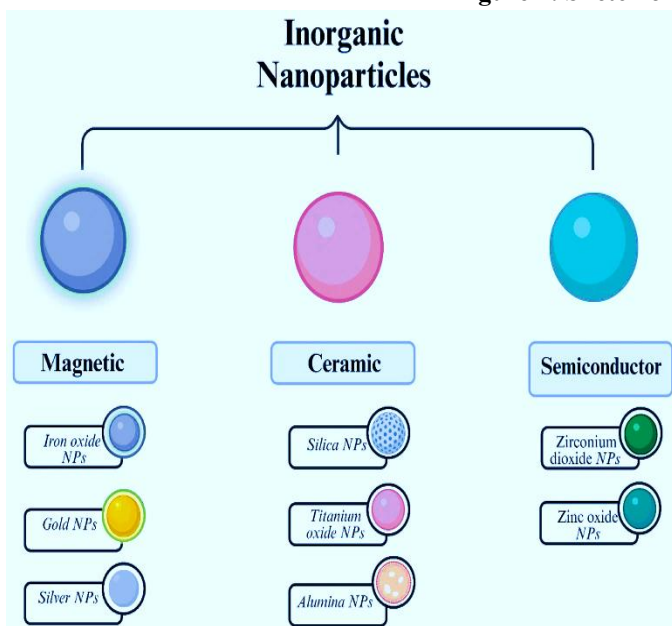 Inorganic
Nanoparticles
Magnetic
Ceramic
Semiconductor
Iron oxide
NPs
Gold NPs
Silver NPs
Silica NPs
Titanium
oxide NPs
Alumina NPs
Zirconium
dioxide NPs
Zinc oxide
NPs